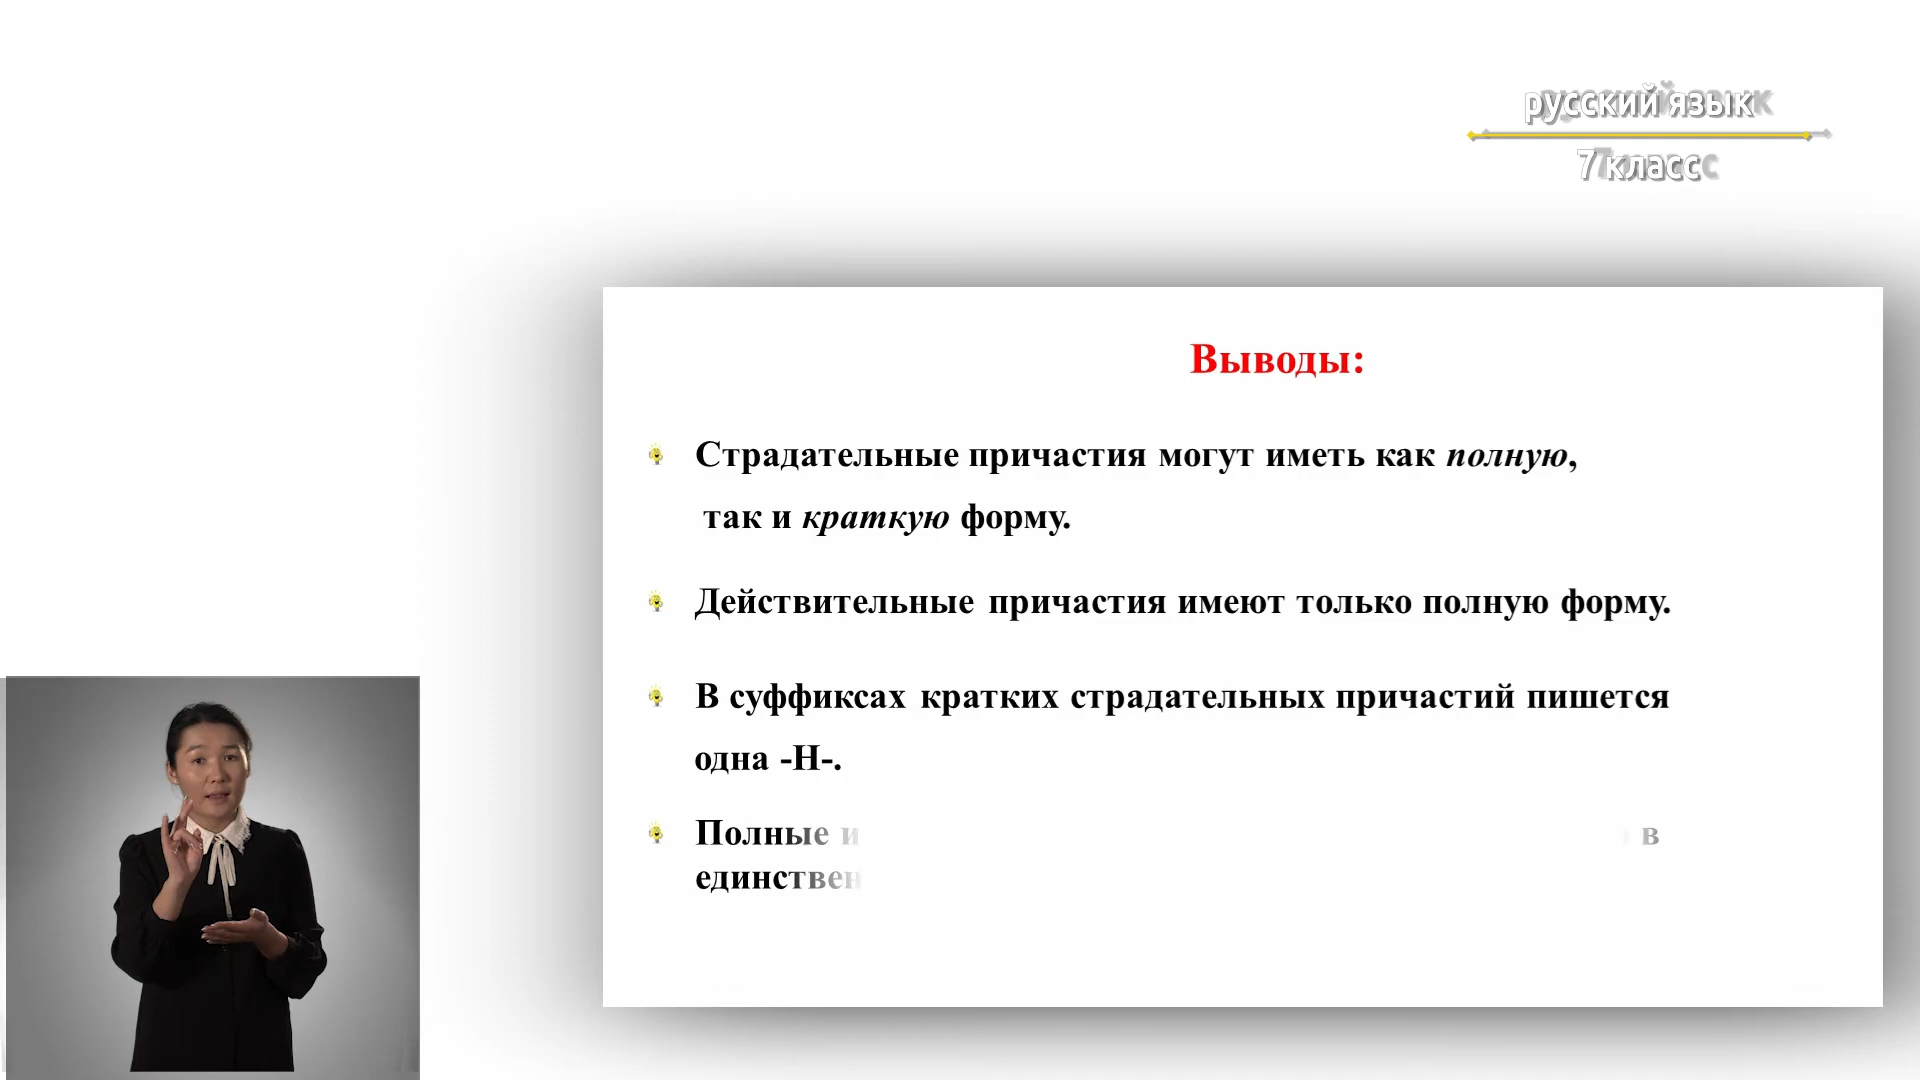 русский язык
7 класс
Выводы:
Страдательные причастия могут иметь как полную,
так и краткую форму.
Действительные причастия имеют только полную форму.
В суффиксах кратких страдательных причастий пишется
одна -Н-.
Полные и в